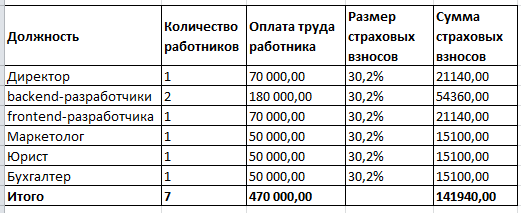 Должность Количество работников Оплата труда работника Размер страховых взносов Сумма страховых взносов
Директор 1 70 000,00 30,2% 21140,00
backend-разработчики 2 180 000,00 30,2% 54360,00
frontend-разработчика 1 70 000,00 30,2% 21140,00
Маркетолог 1 50 000,00 30,2% 15100,00
Юрист 1 50 000,00 30,2% 15100,00
Бухгалтер 1 50 000,00 30,2% 15100,00
Итого 7 470 000,00 141940,00